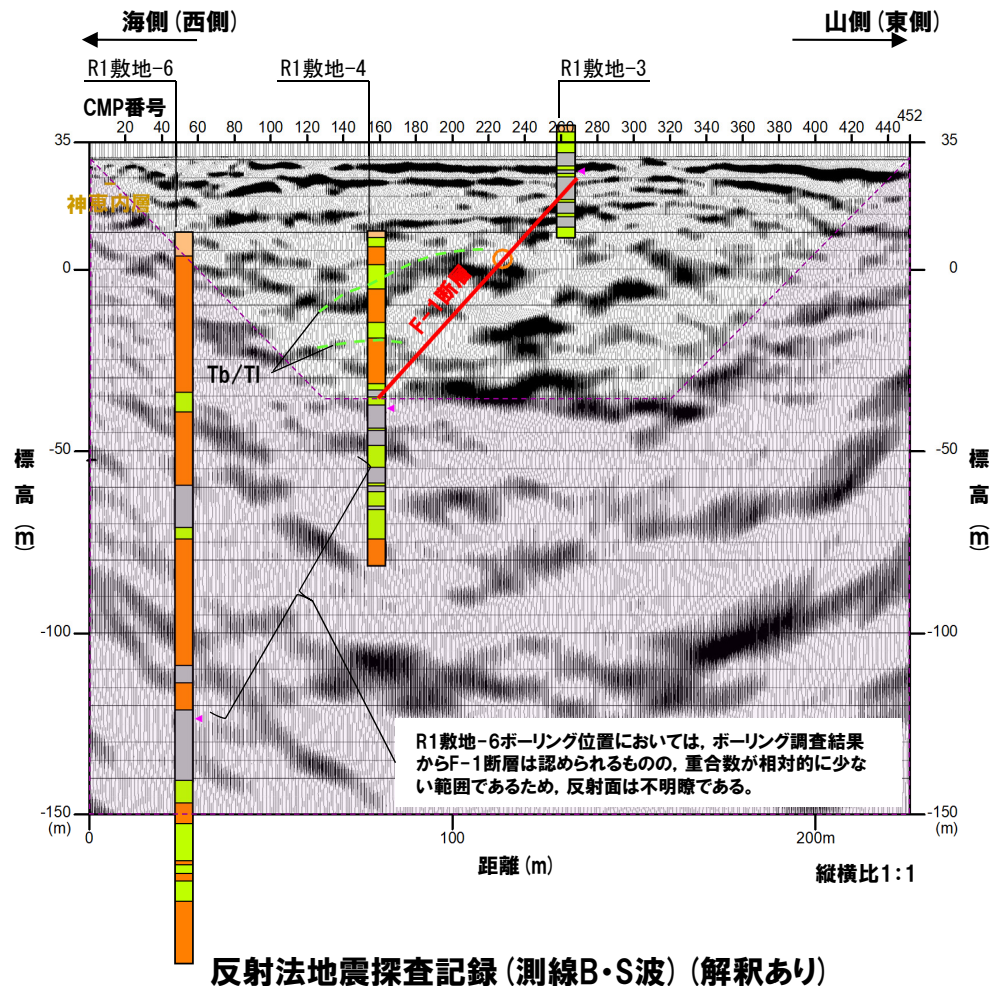 海側(西側)
山側(東側)
R1敷地-6
R1敷地-4
R1敷地-3
CMP番号
20 40 60 80 100 120 140 160 180 200 220 240 260 280 300 320 340 360 380 400 420 440 452
35
35
神恵内層
0
0
F-1断層
Tb/Tl
-50
-50
標高(m)
標高(m)
-100
-100
R1敷地-6ボーリング位置においては,ボーリング調査結果
からF-1断層は認められるものの,重合数が相対的に少な
い範囲であるため,反射面は不明瞭である。
-150
-150
(m)
(m)
0 100 200m
距離(m)
縦横比1:1
反射法地震探査記録(測線B・S波)(解釈あり)